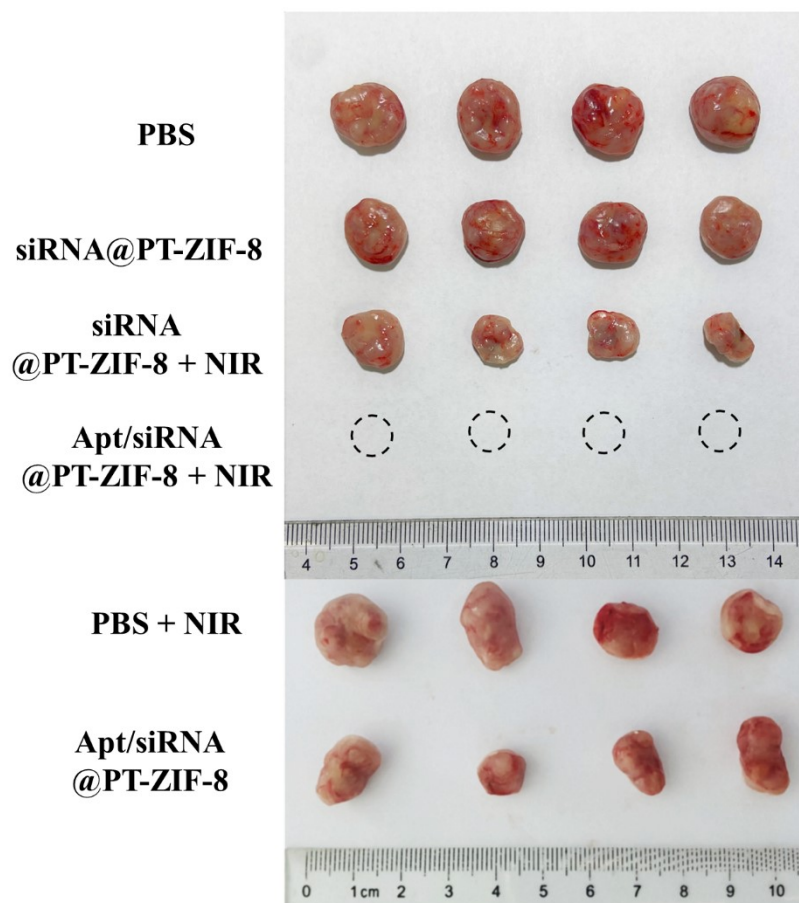 PBS
siRNA@PT-ZIF-8
siRNA
@PT-ZIF-8 + NIR
Apt/siRNA
@PT-ZIF-8 + NIR
4 5 6 7 8 9 10 11 12 13 14
PBS + NIR
Apt/siRNA
@PT-ZIF-8
0 1cm 2 3 4 5 6 7 8 9 10